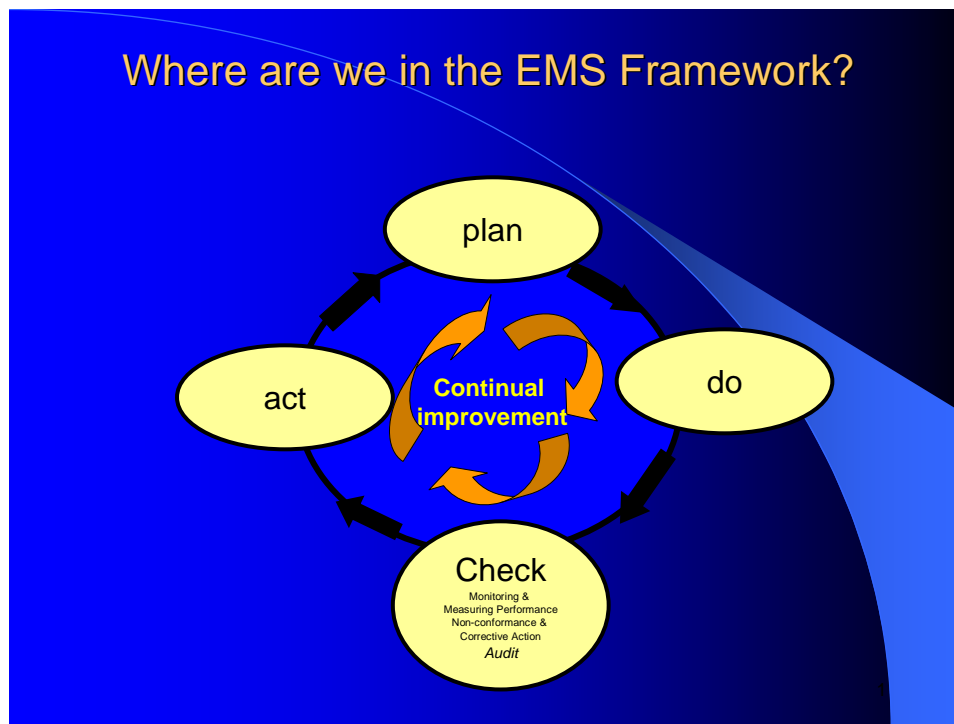 Where are we in the EMS Framework?
plan
act
Continual
improvement
do
Check
Monitoring &
Measuring Performance
Non-conformance &
Corrective Action
Audit